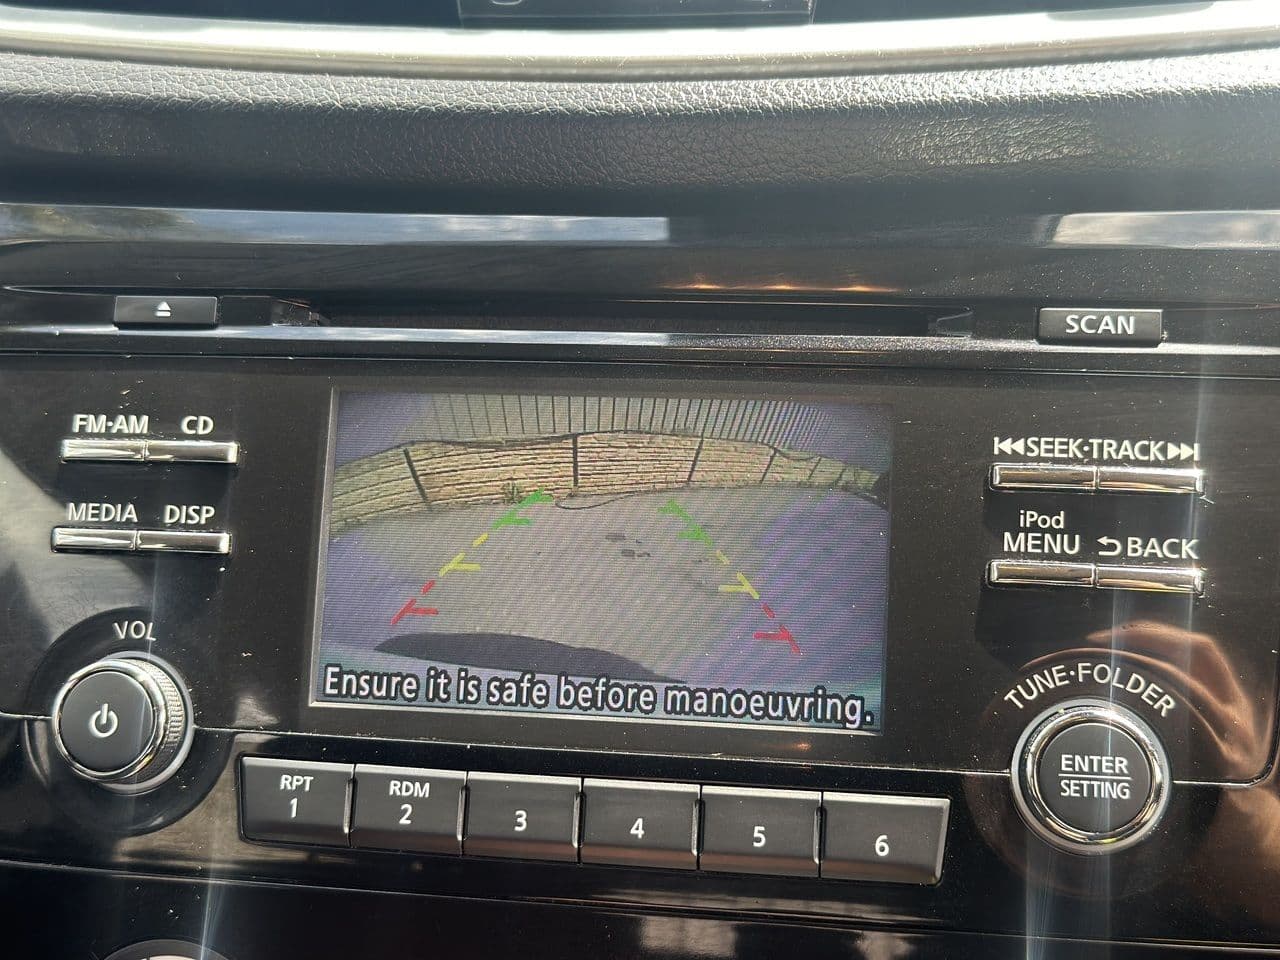 SCAN
FM·AM CD
SEEK·TRACK
MEDIA DISP
iPod
MENU BACK
VOL
TUNE·FOLDER
Ensure it is safe before manoeuvring.
ENTER
SETTING
RPT RDM
1 2 3 4 5 6